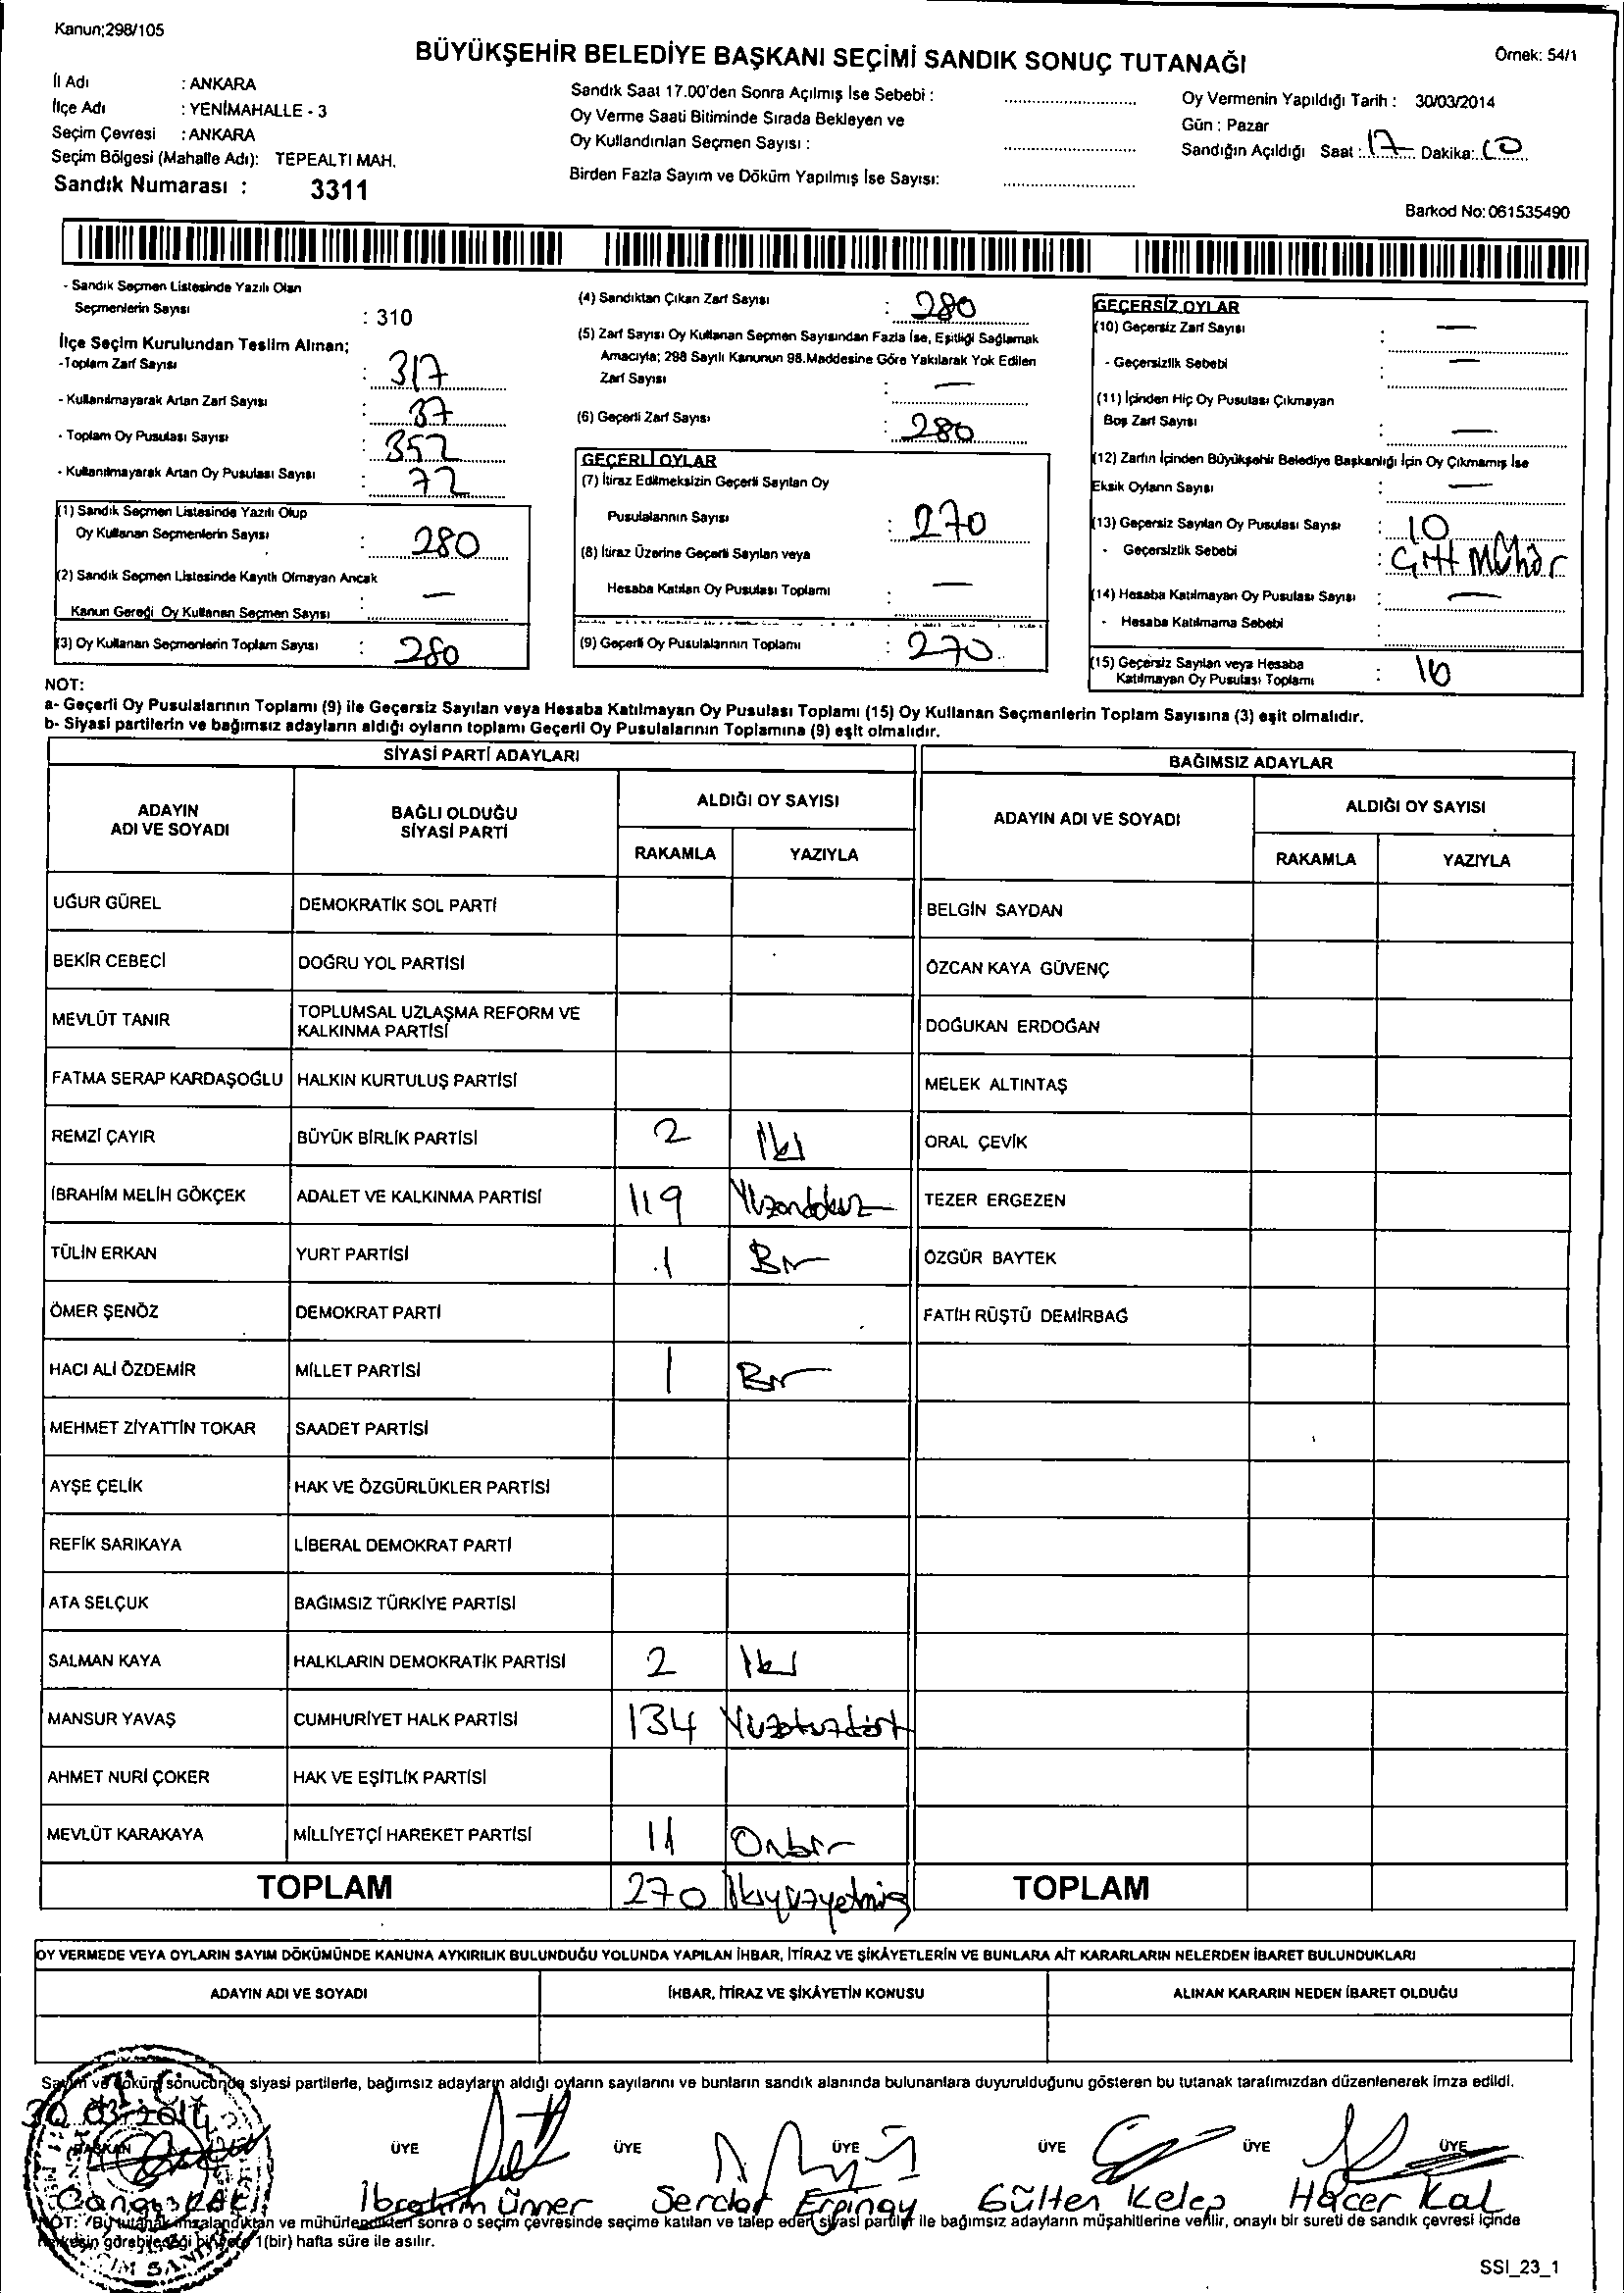 Kanun;298/105
BÜYÜKŞEHİR BELEDİYE BAŞKANI SEÇİMİ SANDIK SONUÇ TUTANAĞI
Örnek: 54/1
İl Adı : ANKARA
İlçe Adı : YENİMAHALLE - 3
Seçim Çevresi : ANKARA
Seçim Bölgesi (Mahalle Adı): TEPEALTI MAH.
Sandık Numarası : 3311
Sandık Saat 17.00'den Sonra Açılmış İse Sebebi :
Oy Verme Saati Bitiminde Sırada Bekleyen ve
Oy Kullandırılan Seçmen Sayısı :
Birden Fazla Sayım ve Döküm Yapılmış İse Sayısı:
Oy Vermenin Yapıldığı Tarih : 30/03/2014
Gün : Pazar
Sandığın Açıldığı Saat : 17 Dakika: 10
Barkod No: 061535490
- Sandık Seçmen Listesinde Yazılı Olan
Seçmenlerin Sayısı : 310
İlçe Seçim Kurulundan Teslim Alınan;
-Toplam Zarf Sayısı : 317
- Kullanılmayarak Artan Zarf Sayısı : 37
- Toplam Oy Pusulası Sayısı : 352
- Kullanılmayarak Artan Oy Pusulası Sayısı : 72
(1) Sandık Seçmen Listesinde Yazılı Olup
Oy Kullanan Seçmenlerin Sayısı : 280
(2) Sandık Seçmen Listesinde Kayıtlı Olmayan Ancak
Kanun Gereği Oy Kullanan Seçmen Sayısı : —
(3) Oy Kullanan Seçmenlerin Toplam Sayısı : 280
(4) Sandıktan Çıkan Zarf Sayısı : 280
(5) Zarf Sayısı Oy Kullanan Seçmen Sayısından Fazla İse, Eşitliği Sağlamak
Amacıyla; 298 Sayılı Kanunun 98.Maddesine Göre Yakılarak Yok Edilen
Zarf Sayısı : —
(6) Geçerli Zarf Sayısı : 280
GEÇERLİ OYLAR
(7) İtiraz Edilmeksizin Geçerli Sayılan Oy
Pusulalarının Sayısı : 270
(8) İtiraz Üzerine Geçerli Sayılan veya
Hesaba Katılan Oy Pusulası Toplamı —
(9) Geçerli Oy Pusulalarının Toplamı : 270
GEÇERSİZ OYLAR
(10) Geçersiz Zarf Sayısı : —
- Geçersizlik Sebebi : —
(11) İçinden Hiç Oy Pusulası Çıkmayan
Boş Zarf Sayısı : —
(12) Zarfın İçinden Büyükşehir Belediye Başkanlığı İçin Oy Çıkmamış İse
Eksik Oyların Sayısı : —
(13) Geçersiz Sayılan Oy Pusulası Sayısı : 10
- Geçersizlik Sebebi : Çitt Mühür
(14) Hesaba Katılmayan Oy Pusulası Sayısı : —
- Hesaba Katılmama Sebebi :
(15) Geçersiz Sayılan veya Hesaba
Katılmayan Oy Pusulası Toplamı : 10
NOT:
a- Geçerli Oy Pusulalarının Toplamı (9) ile Geçersiz Sayılan veya Hesaba Katılmayan Oy Pusulası Toplamı (15) Oy Kullanan Seçmenlerin Toplam Sayısına (3) eşit olmalıdır.
b- Siyasi partilerin ve bağımsız adayların aldığı oyların toplamı Geçerli Oy Pusulalarının Toplamına (9) eşit olmalıdır.
SİYASİ PARTİ ADAYLARI
BAĞIMSIZ ADAYLAR
ADAYIN
ADI VE SOYADI
BAĞLI OLDUĞU
SİYASİ PARTİ
ALDIĞI OY SAYISI
RAKAMLA YAZIYLA
ADAYIN ADI VE SOYADI
ALDIĞI OY SAYISI
RAKAMLA YAZIYLA
UĞUR GÜREL DEMOKRATİK SOL PARTİ BELGİN SAYDAN
BEKİR CEBECİ DOĞRU YOL PARTİSİ ÖZCAN KAYA GÜVENÇ
MEVLÜT TANIR TOPLUMSAL UZLAŞMA REFORM VE
KALKINMA PARTİSİ DOĞUKAN ERDOĞAN
FATMA SERAP KARDAŞOĞLU HALKIN KURTULUŞ PARTİSİ MELEK ALTINTAŞ
REMZİ ÇAYIR BÜYÜK BİRLİK PARTİSİ 2 İki ORAL ÇEVİK
İBRAHİM MELİH GÖKÇEK ADALET VE KALKINMA PARTİSİ 119 Yüzondokuz TEZER ERGEZEN
TÜLİN ERKAN YURT PARTİSİ 1 Bir ÖZGÜR BAYTEK
ÖMER ŞENÖZ DEMOKRAT PARTİ FATİH RÜŞTÜ DEMİRBAĞ
HACI ALİ ÖZDEMİR MİLLET PARTİSİ 1 Bir
MEHMET ZİYATTİN TOKAR SAADET PARTİSİ
AYŞE ÇELİK HAK VE ÖZGÜRLÜKLER PARTİSİ
REFİK SARIKAYA LİBERAL DEMOKRAT PARTİ
ATA SELÇUK BAĞIMSIZ TÜRKİYE PARTİSİ
SALMAN KAYA HALKLARIN DEMOKRATİK PARTİSİ 2 İki
MANSUR YAVAŞ CUMHURİYET HALK PARTİSİ 134 Yüzotuzdört
AHMET NURİ ÇOKER HAK VE EŞİTLİK PARTİSİ
MEVLÜT KARAKAYA MİLLİYETÇİ HAREKET PARTİSİ 11 Onbir
TOPLAM 270 İkiyüzyetmiş TOPLAM
OY VERMEDE VEYA OYLARIN SAYIM DÖKÜMÜNDE KANUNA AYKIRILIK BULUNDUĞU YOLUNDA YAPILAN İHBAR, İTİRAZ VE ŞİKÂYETLERİN VE BUNLARA AİT KARARLARIN NELERDEN İBARET BULUNDUKLARI
ADAYIN ADI VE SOYADI İHBAR, İTİRAZ VE ŞİKÂYETİN KONUSU ALINAN KARARIN NEDEN İBARET OLDUĞU
Sayım ve döküm sonucunda siyasi partilerle, bağımsız adayların aldığı oyların sayılarını ve bunların sandık alanında bulunanlara duyurulduğunu gösteren bu tutanak tarafımızdan düzenlenerek imza edildi.
30.03.2014
BAŞKAN ÜYE ÜYE ÜYE ÜYE ÜYE ÜYE
İbrahim Ünner Serdar Erpinay Gülten Keleş Hacer Kal
NOT: Bu tutanak imzalandıktan ve mühürlendikten sonra o seçim çevresinde seçime katılan ve talep eden siyasi partiler ile bağımsız adayların müşahitlerine verilir, onaylı bir sureti de sandık çevresi içinde
herkesin görebileceği bir yere 1(bir) hafta süre ile asılır.
SSI_23_1